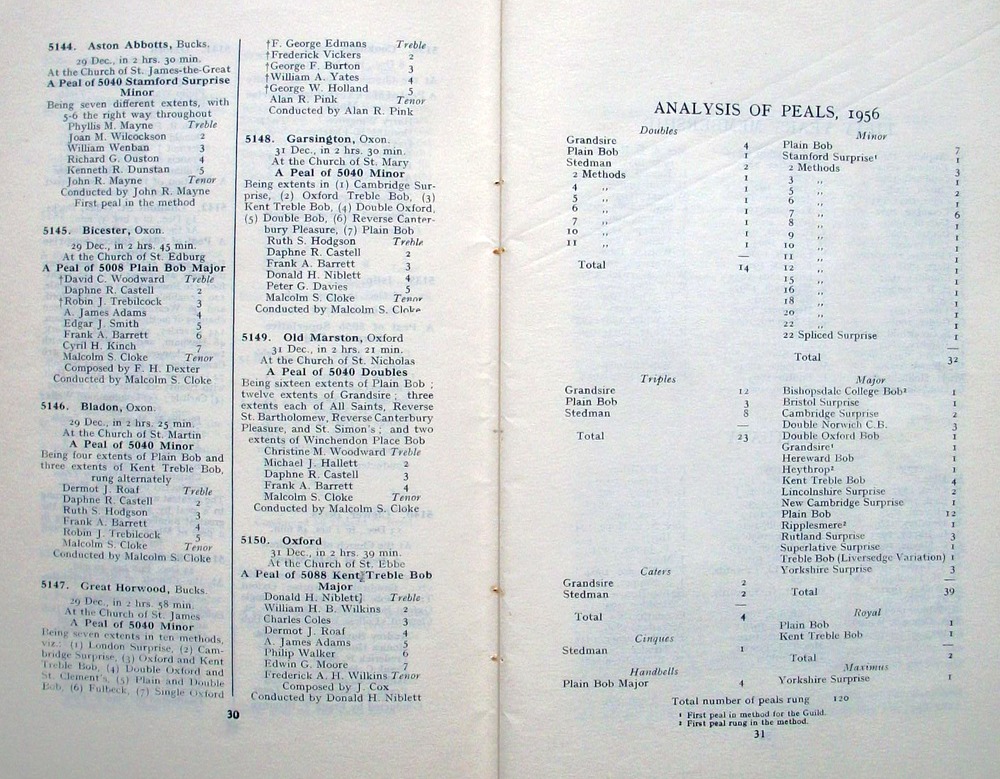 5144. Aston Abbotts, Bucks.
29 Dec., in 2 hrs. 30 min.
At the Church of St. James-the-Great
A Peal of 5040 Stamford Surprise
Minor
Being seven different extents, with
5-6 the right way throughout
Phyllis M. Mayne Treble
Joan M. Wilcockson 2
William Wenban 3
Richard G. Ouston 4
Kenneth R. Dunstan 5
John R. Mayne Tenor
Conducted by John R. Mayne
First peal in the method
5145. Bicester, Oxon.
29 Dec., in 2 hrs. 45 min.
At the Church of St. Edburg
A Peal of 5008 Plain Bob Major
†David C. Woodward Treble
Daphne R. Castell 2
†Robin J. Trebilcock 3
A. James Adams 4
Edgar J. Smith 5
Frank A. Barrett 6
Cyril H. Kinch 7
Malcolm S. Cloke Tenor
Composed by F. H. Dexter
Conducted by Malcolm S. Cloke
5146. Bladon, Oxon.
29 Dec., in 2 hrs. 25 min.
At the Church of St. Martin
A Peal of 5040 Minor
Being four extents of Plain Bob and
three extents of Kent Treble Bob,
rung alternately
Dermot J. Roaf Treble
Daphne R. Castell 2
Ruth S. Hodgson 3
Frank A. Barrett 4
Robin J. Trebilcock 5
Malcolm S. Cloke Tenor
Conducted by Malcolm S. Cloke
5147. Great Horwood, Bucks.
29 Dec., in 2 hrs. 58 min.
At the Church of St. James
A Peal of 5040 Minor
Being seven extents in ten methods,
viz.: (1) London Surprise, (2) Cam-
bridge Surprise, (3) Oxford and Kent
Treble Bob, (4) Double Oxford and
St. Clement's, (5) Plain and Double
Bob, (6) Fulbeck, (7) Single Oxford
†F. George Edmans Treble
†Frederick Vickers 2
†George F. Burton 3
†William A. Yates 4
†George W. Holland 5
Alan R. Pink Tenor
Conducted by Alan R. Pink
5148. Garsington, Oxon.
31 Dec., in 2 hrs. 30 min.
At the Church of St. Mary
A Peal of 5040 Minor
Being extents in (1) Cambridge Sur-
prise, (2) Oxford Treble Bob, (3)
Kent Treble Bob, (4) Double Oxford,
(5) Double Bob, (6) Reverse Canter-
bury Pleasure, (7) Plain Bob
Ruth S. Hodgson Treble
Daphne R. Castell 2
Frank A. Barrett 3
Donald H. Niblett 4
Peter G. Davies 5
Malcolm S. Cloke Tenor
Conducted by Malcolm S. Cloke
5149. Old Marston, Oxford
31 Dec., in 2 hrs. 21 min.
At the Church of St. Nicholas
A Peal of 5040 Doubles
Being sixteen extents of Plain Bob ;
twelve extents of Grandsire ; three
extents each of All Saints, Reverse
St. Bartholomew, Reverse Canterbury
Pleasure, and St. Simon's ; and two
extents of Winchendon Place Bob
Christine M. Woodward Treble
Michael J. Hallett 2
Daphne R. Castell 3
Frank A. Barrett 4
Malcolm S. Cloke Tenor
Conducted by Malcolm S. Cloke
5150. Oxford
31 Dec., in 2 hrs. 39 min.
At the Church of St. Ebbe
A Peal of 5088 Kent Treble Bob
Major
Donald H. Niblett Treble
William H. B. Wilkins 2
Charles Coles 3
Dermot J. Roaf 4
A. James Adams 5
Philip Walker 6
Edwin G. Moore 7
Frederick A. H. Wilkins Tenor
Composed by J. Cox
Conducted by Donald H. Niblett
30
ANALYSIS OF PEALS, 1956
Doubles
Grandsire 4
Plain Bob 1
Stedman 2
2 Methods 1
4 ,, 1
5 ,, 1
6 ,, 1
7 ,, 1
10 ,, 1
11 ,, 1
Total 14
Minor
Plain Bob 7
Stamford Surprise¹ 1
2 Methods 3
3 ,, 1
5 ,, 2
6 ,, 1
7 ,, 6
8 ,, 1
9 ,, 1
10 ,, 1
11 ,, 1
12 ,, 1
15 ,, 1
16 ,, 1
18 ,, 1
20 ,, 1
22 ,, 1
22 Spliced Surprise 1
Total 32
Triples
Grandsire 12
Plain Bob 3
Stedman 8
Total 23
Major
Bishopsdale College Bob² 1
Bristol Surprise 1
Cambridge Surprise 2
Double Norwich C.B. 3
Double Oxford Bob 1
Grandsire¹ 1
Hereward Bob 1
Heythrop² 1
Kent Treble Bob 4
Lincolnshire Surprise 2
New Cambridge Surprise 1
Plain Bob 12
Ripplesmere² 1
Rutland Surprise 3
Superlative Surprise 1
Treble Bob (Liversedge Variation) 1
Yorkshire Surprise 3
Total 39
Caters
Grandsire 2
Stedman 2
Total 4
Cinques
Stedman 1
Handbells
Plain Bob Major 4
Royal
Plain Bob 1
Kent Treble Bob 1
Total 2
Maximus
Yorkshire Surprise 1
Total number of peals rung 120
¹ First peal in method for the Guild.
² First peal rung in the method.
31